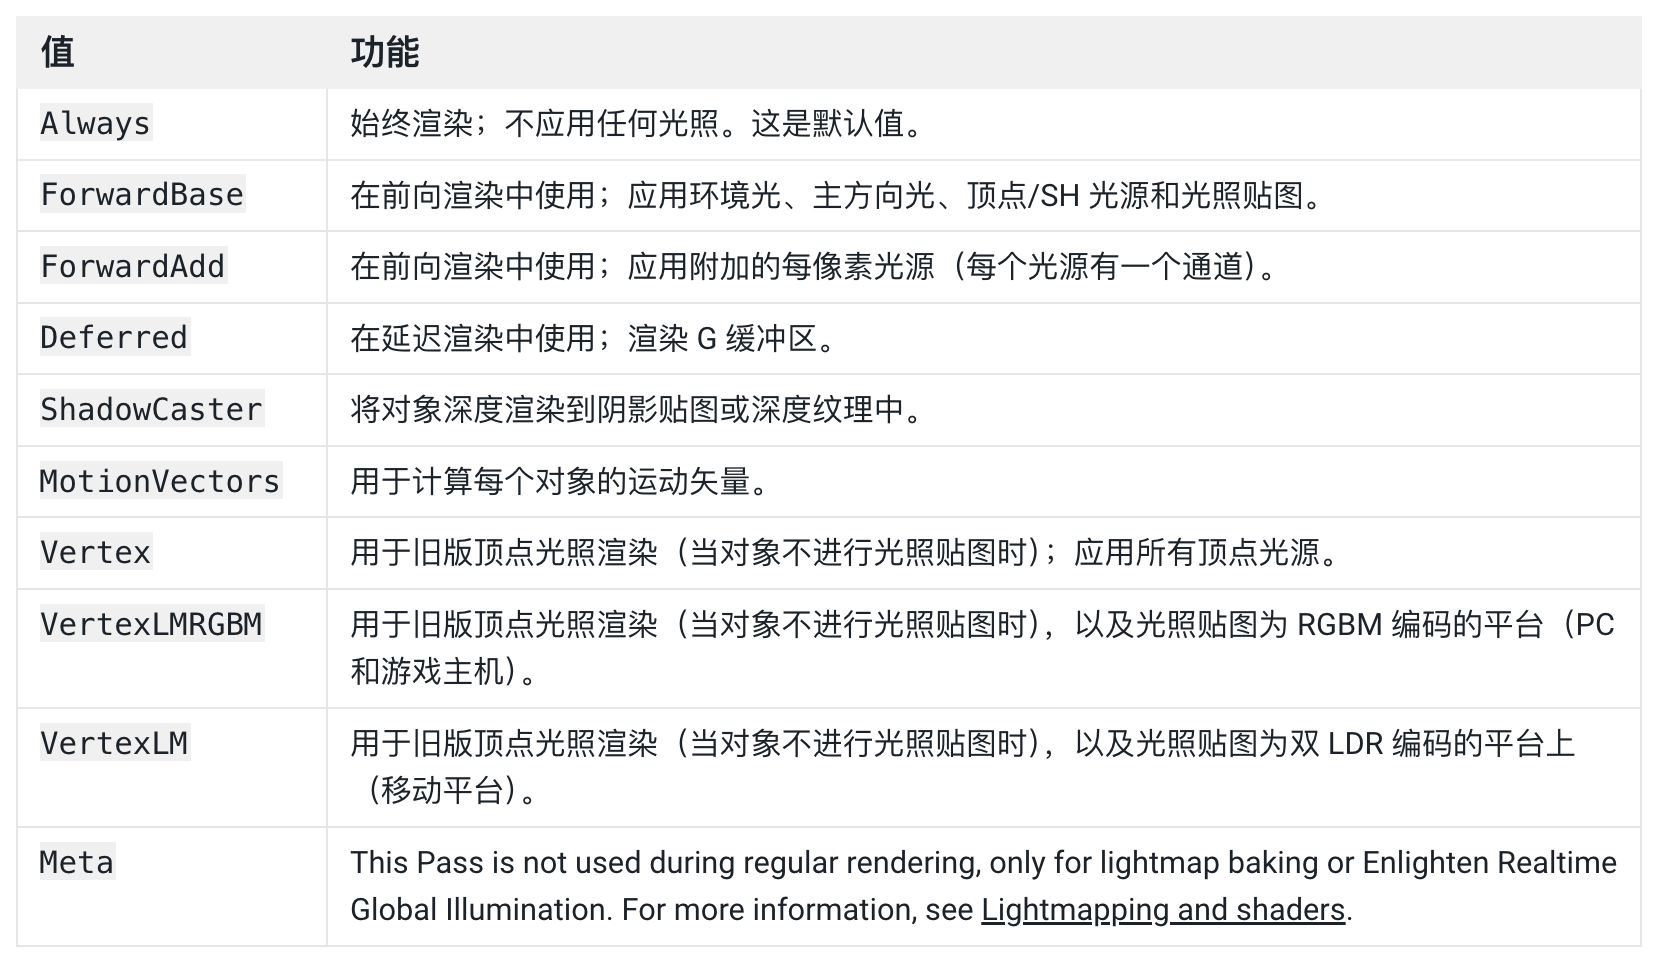 值 功能
Always 始终渲染；不应用任何光照。这是默认值。
ForwardBase 在前向渲染中使用；应用环境光、主方向光、顶点/SH 光源和光照贴图。
ForwardAdd 在前向渲染中使用；应用附加的每像素光源（每个光源有一个通道）。
Deferred 在延迟渲染中使用；渲染 G 缓冲区。
ShadowCaster 将对象深度渲染到阴影贴图或深度纹理中。
MotionVectors 用于计算每个对象的运动矢量。
Vertex 用于旧版顶点光照渲染（当对象不进行光照贴图时）；应用所有顶点光源。
VertexLMRGBM 用于旧版顶点光照渲染（当对象不进行光照贴图时），以及光照贴图为 RGBM 编码的平台（PC
和游戏主机）。
VertexLM 用于旧版顶点光照渲染（当对象不进行光照贴图时），以及光照贴图为双 LDR 编码的平台上
（移动平台）。
Meta This Pass is not used during regular rendering, only for lightmap baking or Enlighten Realtime
Global Illumination. For more information, see Lightmapping and shaders.